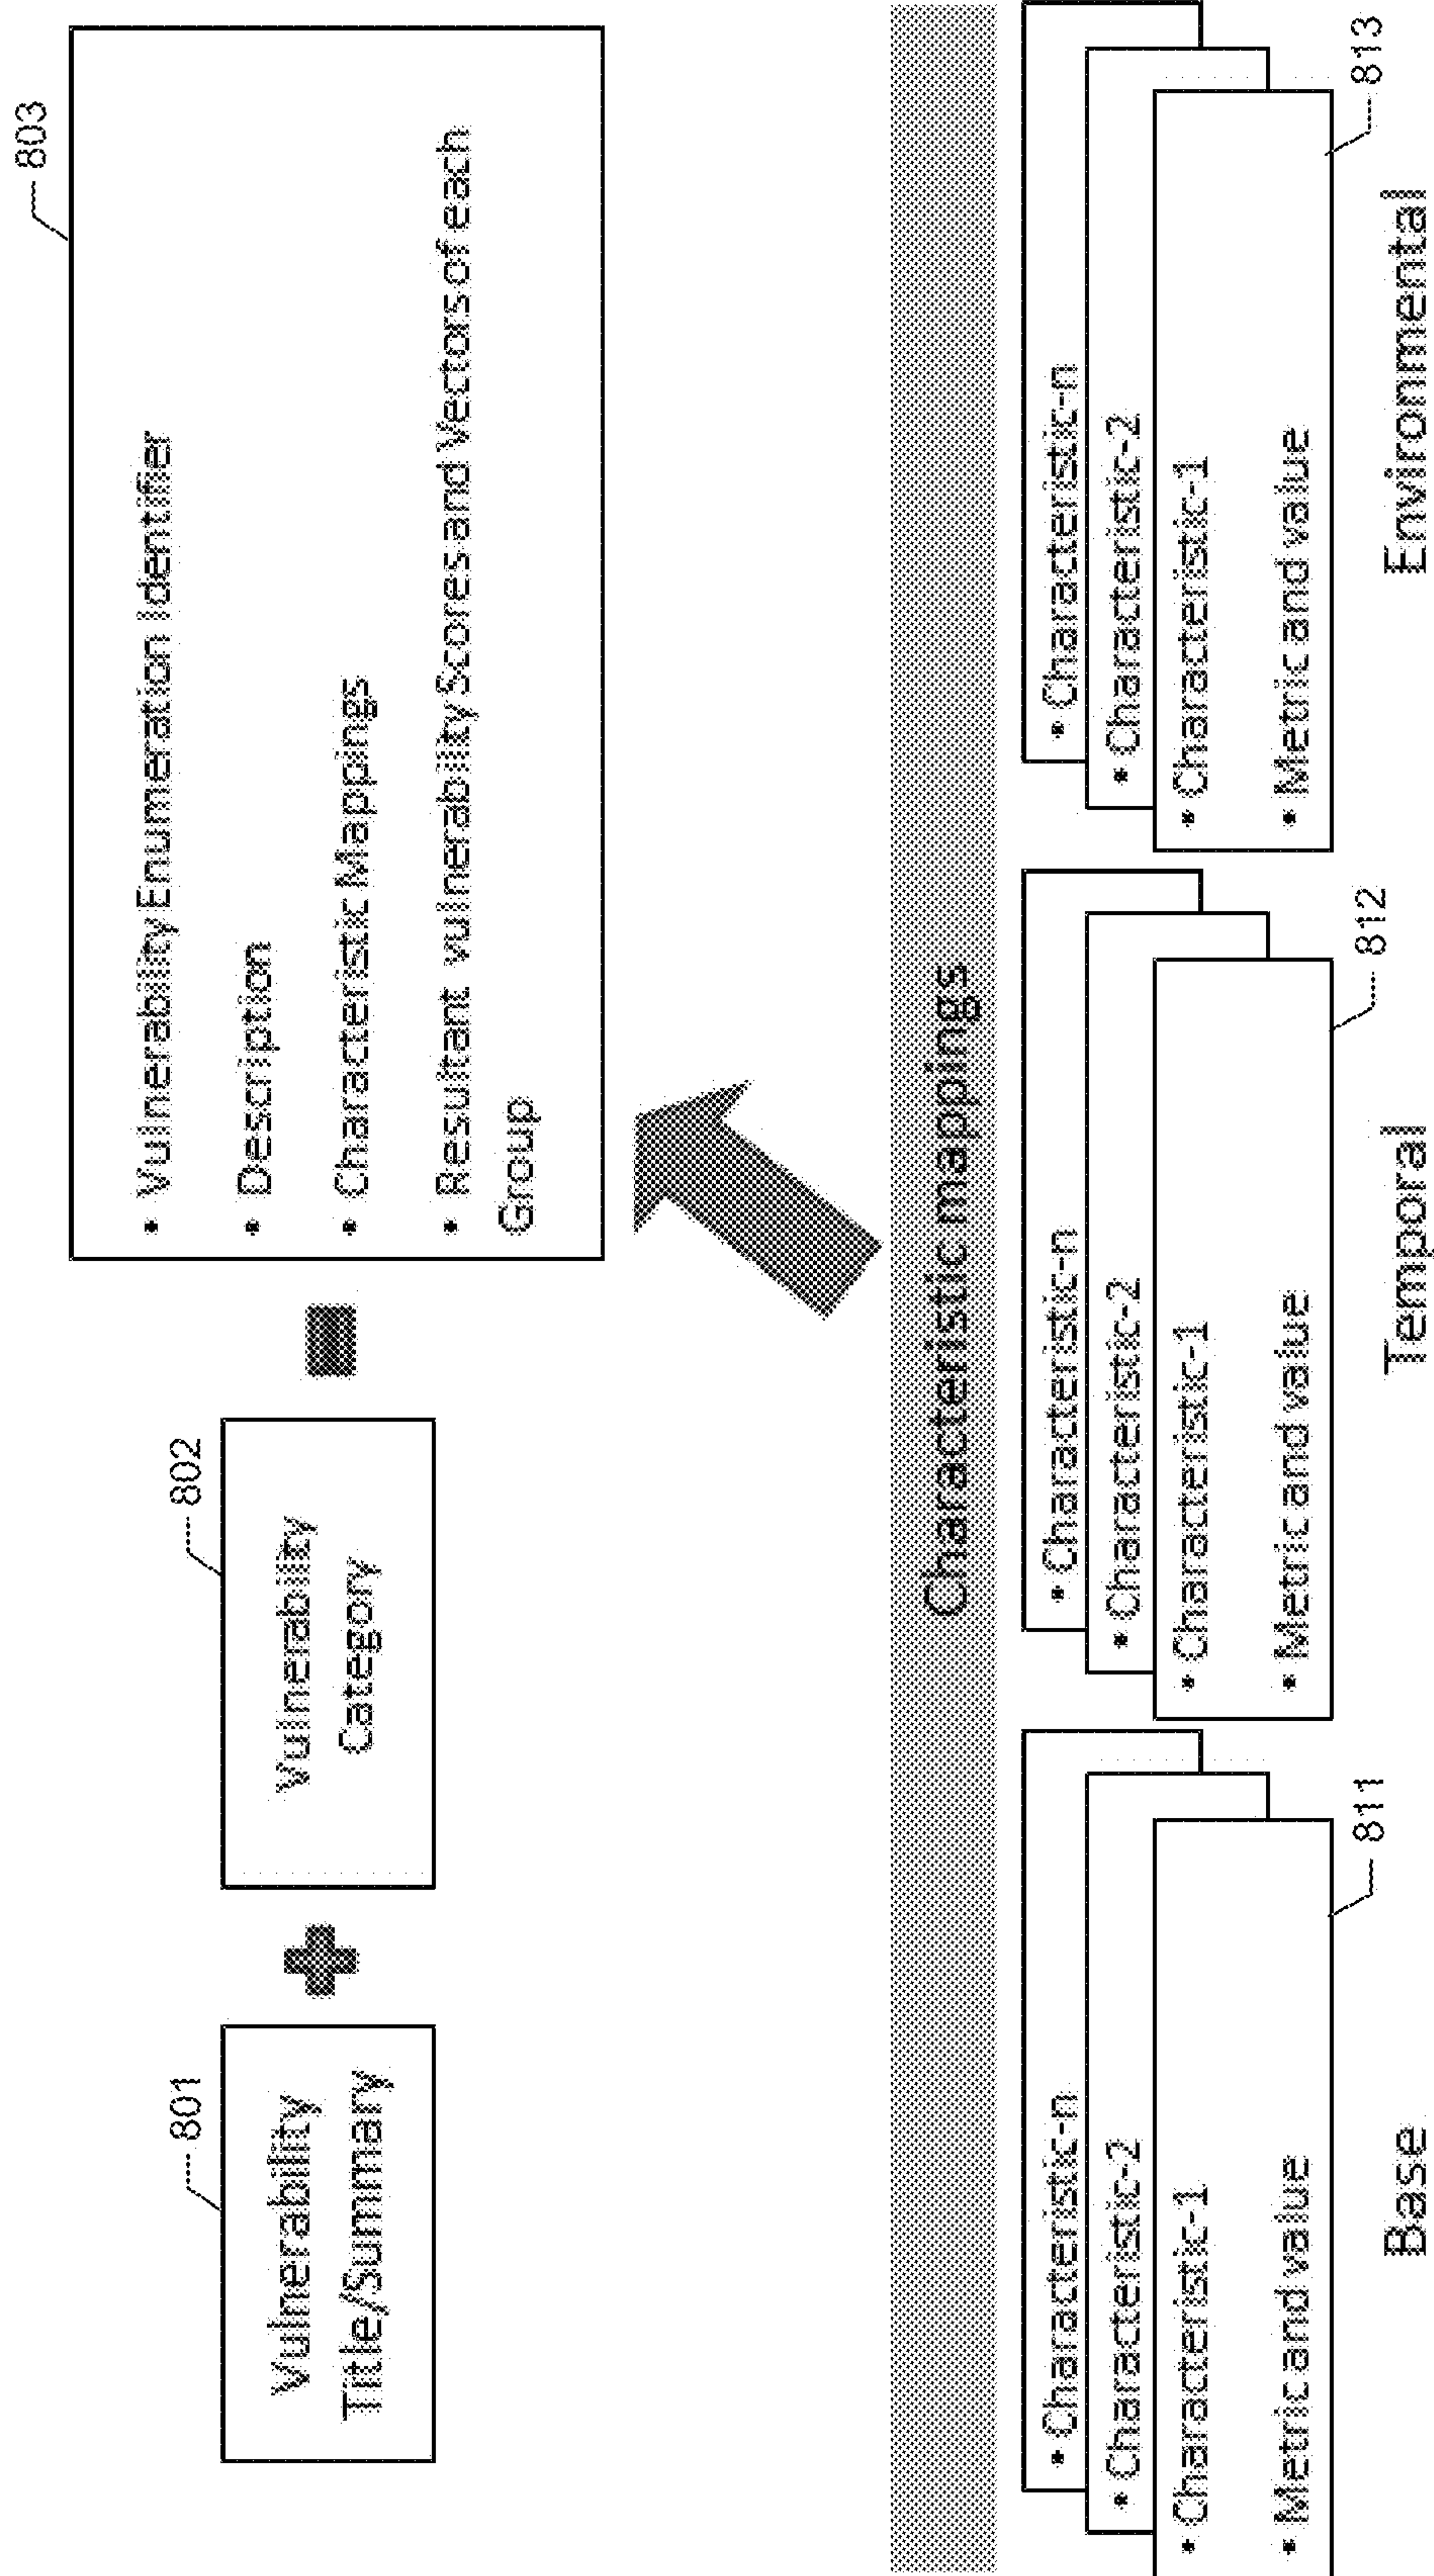 801
Vulnerability
Title/Summary
802
Vulnerability
Category
803
• Vulnerability Enumeration Identifier
• Description
• Characteristic Mappings
• Resultant vulnerability Scores and Vectors of each
Group
Characteristic mappings
• Characteristic-n
• Characteristic-2
• Characteristic-1
• Metric and value
811
Base
• Characteristic-n
• Characteristic-2
• Characteristic-1
• Metric and value
812
Temporal
• Characteristic-n
• Characteristic-2
• Characteristic-1
• Metric and value
813
Environmental